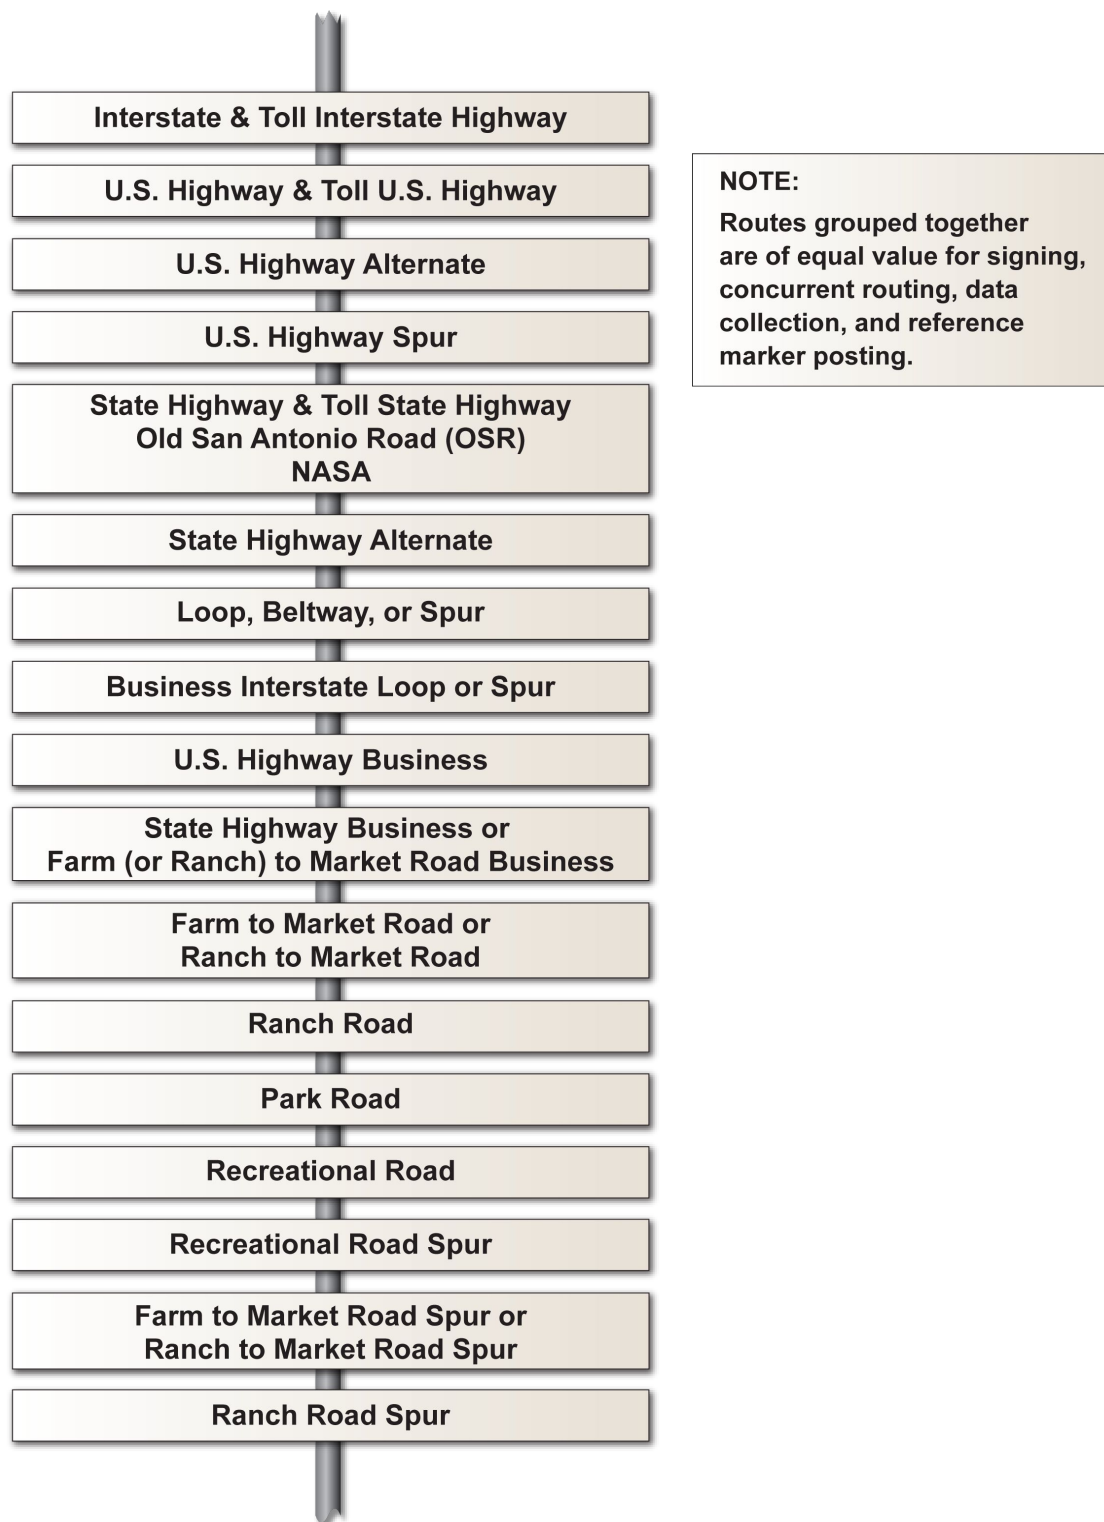 Interstate & Toll Interstate Highway
U.S. Highway & Toll U.S. Highway
U.S. Highway Alternate
U.S. Highway Spur
State Highway & Toll State Highway
Old San Antonio Road (OSR)
NASA
State Highway Alternate
Loop, Beltway, or Spur
Business Interstate Loop or Spur
U.S. Highway Business
State Highway Business or
Farm (or Ranch) to Market Road Business
Farm to Market Road or
Ranch to Market Road
Ranch Road
Park Road
Recreational Road
Recreational Road Spur
Farm to Market Road Spur or
Ranch to Market Road Spur
Ranch Road Spur
NOTE:
Routes grouped together
are of equal value for signing,
concurrent routing, data
collection, and reference
marker posting.